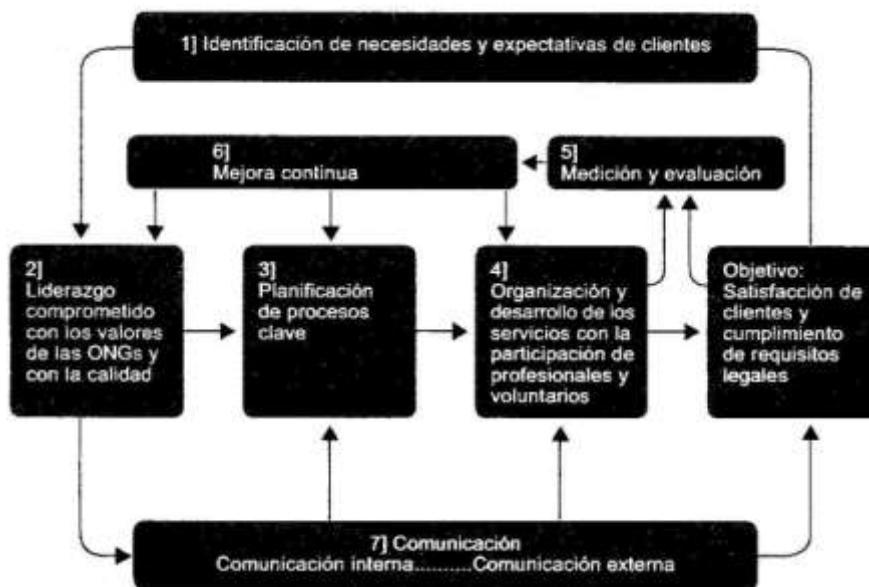 1] Identificación de necesidades y expectativas de clientes
6]
Mejora continua
5]
Medición y evaluación
2]
Liderazgo
comprometido
con los valores
de las ONGs y
con la calidad
3]
Planificación
de procesos
clave
4]
Organización y
desarrollo de los
servicios con la
participación de
profesionales y
voluntarios
Objetivo:
Satisfacción de
clientes y
cumplimiento
de requisitos
legales
7] Comunicación
Comunicación interna..........Comunicación externa